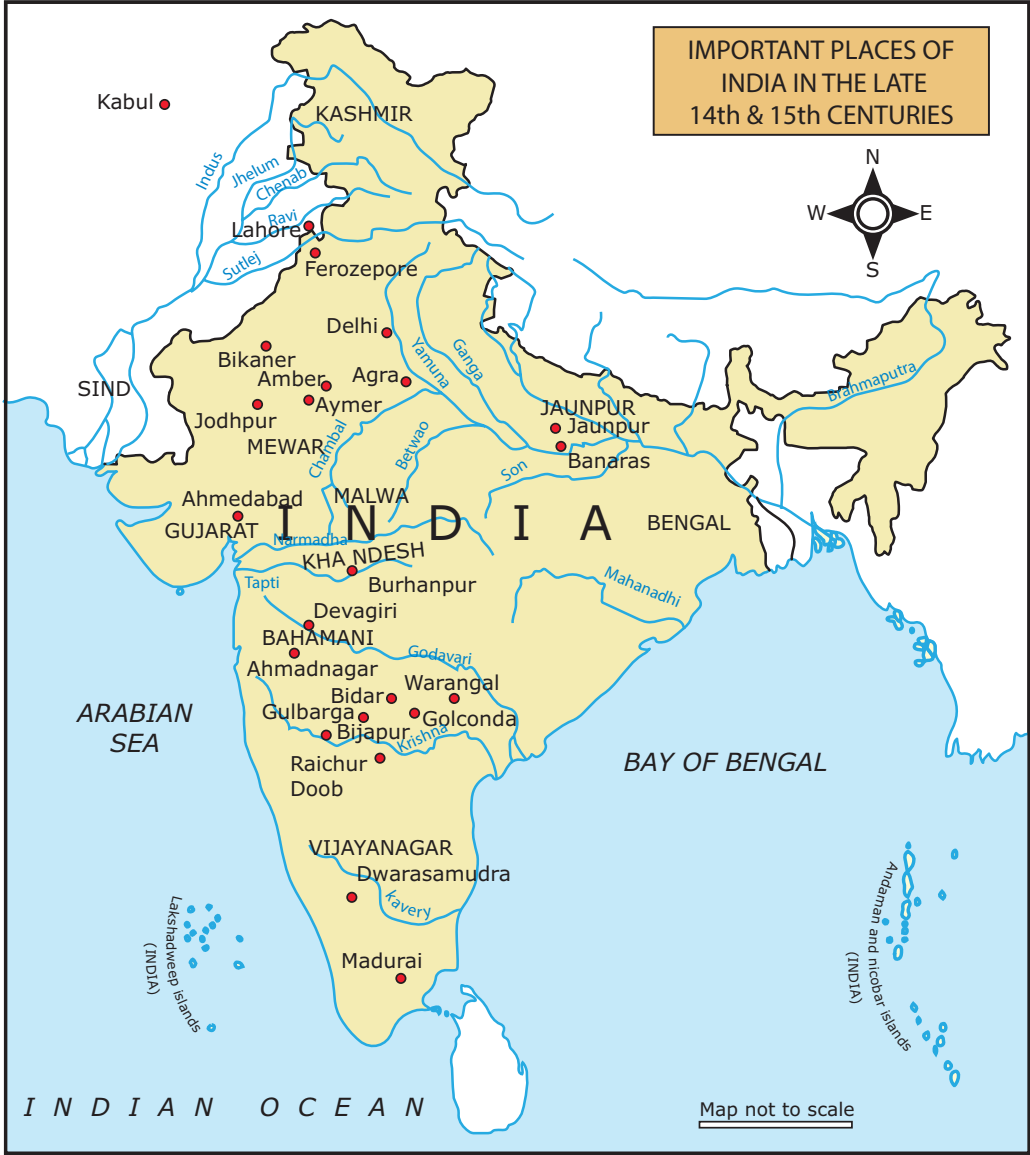 IMPORTANT PLACES OF
INDIA IN THE LATE
14th & 15th CENTURIES
N
W
E
S
Kabul
KASHMIR
Indus
Jhelum
Chenab
Ravi
Lahore
Sutlej
Ferozepore
Delhi
Bikaner
Yamuna
Ganga
Amber
Agra
SIND
Aymer
Jodhpur
MEWAR
Chambal
Betwao
JAUNPUR
Jaunpur
Banaras
Brahmaputra
Son
Ahmedabad
MALWA
GUJARAT
INDIA
BENGAL
Narmadha
KHA NDESH
Tapti
Burhanpur
Mahanadhi
Devagiri
BAHAMANI
Godavari
Ahmadnagar
Warangal
Bidar
Gulbarga
Golconda
Bijapur
Krishna
Raichur
Doob
ARABIAN
SEA
BAY OF BENGAL
VIJAYANAGAR
Dwarasamudra
kavery
Madurai
Lakshadweep islands
(INDIA)
Andaman and nicobar islands
(INDIA)
INDIAN OCEAN
Map not to scale